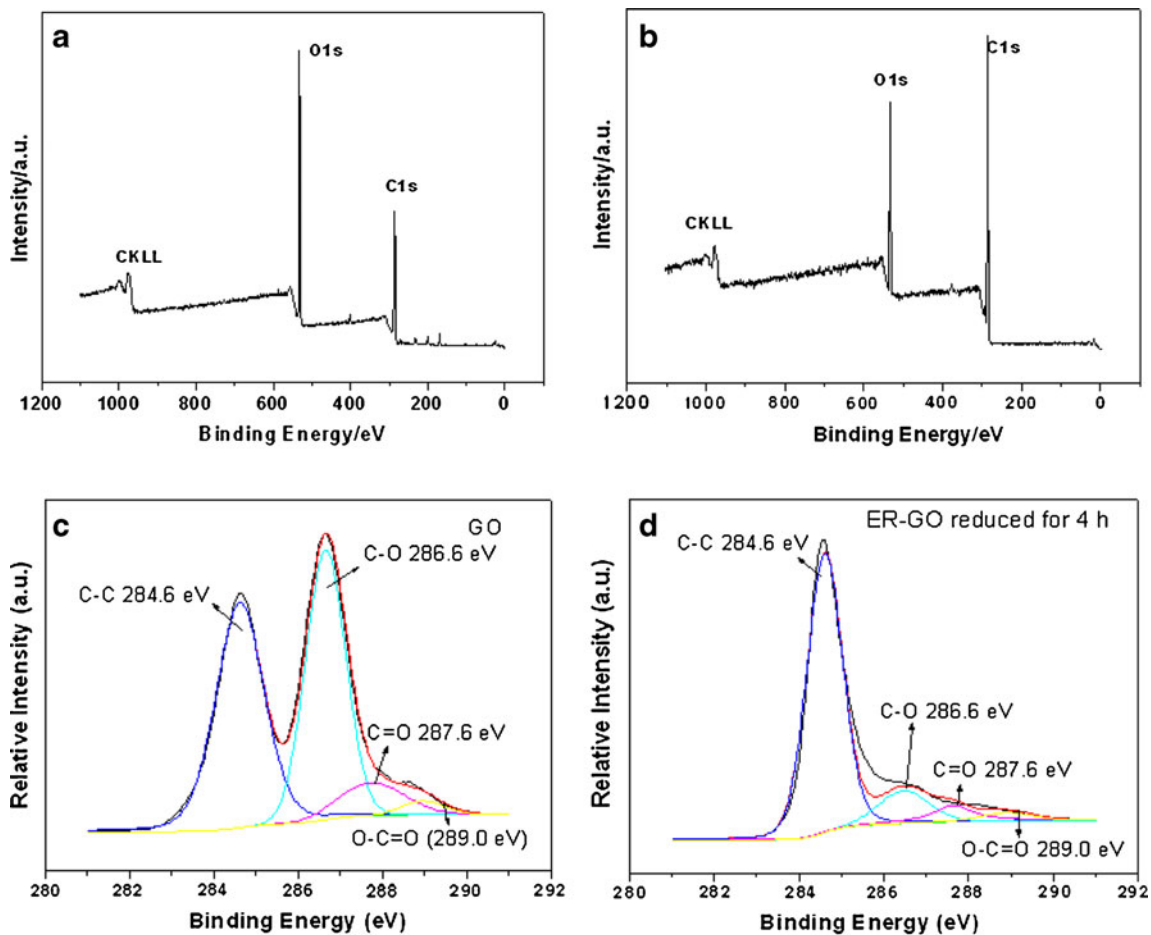 a
O1s
C1s
CKLL
Intensity/a.u.
1200 1000 800 600 400 200 0
Binding Energy/eV
b
C1s
O1s
CKLL
Intensity/a.u.
1200 1000 800 600 400 200 0
Binding Energy/eV
c
GO
C-O 286.6 eV
C-C 284.6 eV
C=O 287.6 eV
O-C=O (289.0 eV)
Relative Intensity (a.u.)
280 282 284 286 288 290 292
Binding Energy (eV)
d
ER-GO reduced for 4 h
C-C 284.6 eV
C-O 286.6 eV
C=O 287.6 eV
O-C=O 289.0 eV
Relative Intensity (a.u.)
280 282 284 286 288 290 292
Binding Energy (eV)